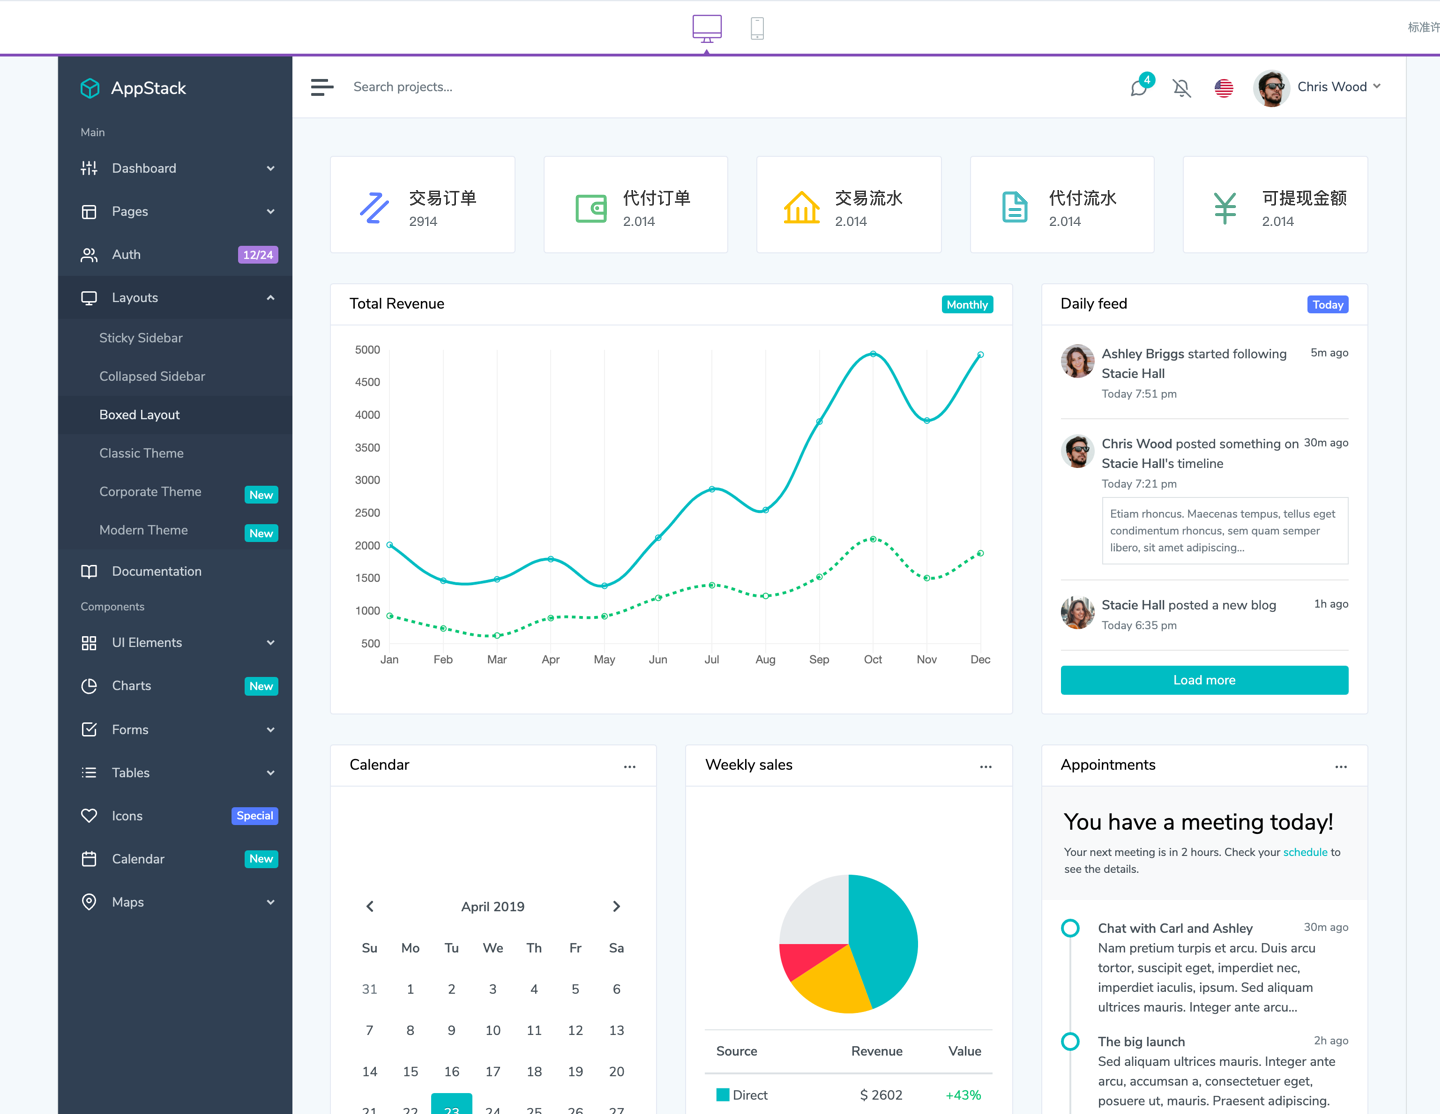 标准许
AppStack
Search projects...
4
Chris Wood
Main
Dashboard
Pages
Auth 12/24
Layouts
Sticky Sidebar
Collapsed Sidebar
Boxed Layout
Classic Theme
Corporate Theme New
Modern Theme New
Documentation
Components
UI Elements
Charts New
Forms
Tables
Icons Special
Calendar New
Maps
交易订单
2914
代付订单
2.014
交易流水
2.014
代付流水
2.014
可提现金额
2.014
Total Revenue Monthly
5000
4500
4000
3500
3000
2500
2000
1500
1000
500
Jan Feb Mar Apr May Jun Jul Aug Sep Oct Nov Dec
Daily feed Today
Ashley Briggs started following 5m ago
Stacie Hall
Today 7:51 pm
Chris Wood posted something on 30m ago
Stacie Hall's timeline
Today 7:21 pm
Etiam rhoncus. Maecenas tempus, tellus eget
condimentum rhoncus, sem quam semper
libero, sit amet adipiscing...
Stacie Hall posted a new blog 1h ago
Today 6:35 pm
Load more
Calendar ...
April 2019
Su Mo Tu We Th Fr Sa
31 1 2 3 4 5 6
7 8 9 10 11 12 13
14 15 16 17 18 19 20
21 22 23 24 25 26 27
Weekly sales ...
Source Revenue Value
Direct $ 2602 +43%
Appointments ...
You have a meeting today!
Your next meeting is in 2 hours. Check your schedule to
see the details.
Chat with Carl and Ashley 30m ago
Nam pretium turpis et arcu. Duis arcu
tortor, suscipit eget, imperdiet nec,
imperdiet iaculis, ipsum. Sed aliquam
ultrices mauris. Integer ante arcu...
The big launch 2h ago
Sed aliquam ultrices mauris. Integer ante
arcu, accumsan a, consectetuer eget,
posuere ut, mauris. Praesent adipiscing.